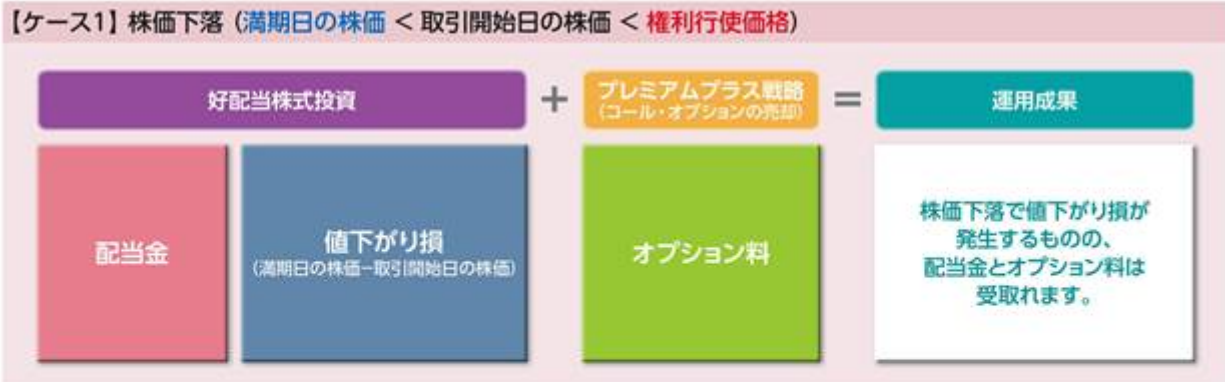 【ケース1】株価下落（満期日の株価 < 取引開始日の株価 < 権利行使価格）
好配当株式投資 + プレミアムプラス戦略 = 運用成果
（コール・オプションの売却）
配当金
値下がり損
（満期日の株価−取引開始日の株価）
オプション料
株価下落で値下がり損が
発生するものの、
配当金とオプション料は
受取れます。